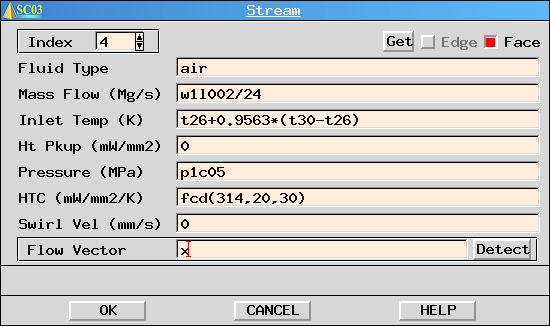 SC03 Stream
Index 4 Get Edge Face
Fluid Type air
Mass Flow (Mg/s) w1l002/24
Inlet Temp (K) t26+0.9563*(t30-t26)
Ht Pkup (mW/mm2) 0
Pressure (MPa) p1c05
HTC (mW/mm2/K) fcd(314,20,30)
Swirl Vel (mm/s) 0
Flow Vector x Detect
OK CANCEL HELP